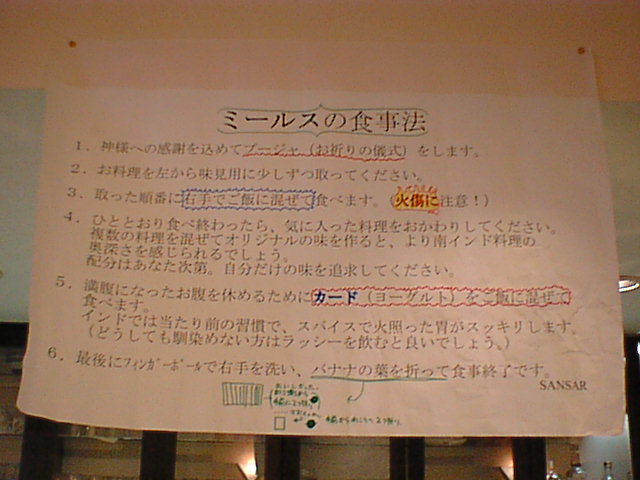 ミールスの食事法
1．神様への感謝を込めてプージャ（お祈りの儀式）をします。
2．お料理を左から味見用に少しずつ取ってください。
3．取った順番に右手でご飯に混ぜて食べます。（火傷に注意！）
4．ひととおり食べ終わったら、気に入った料理をおかわりしてください。
複数の料理を混ぜてオリジナルの味を作ると、より南インド料理の
奥深さを感じられるでしょう。
配分はあなた次第。自分だけの味を追求してください。
5．満腹になったお腹を休めるためにカード（ヨーグルト）をご飯に混ぜて
食べます。
インドでは当たり前の習慣で、スパイスで火照った胃がスッキリします。
（どうしても馴染めない方はラッシーを飲むと良いでしょう。）
6．最後にﾌｨﾝｶﾞｰﾎﾞｰﾙで右手を洗い、バナナの葉を折って食事終了です。
SANSAR